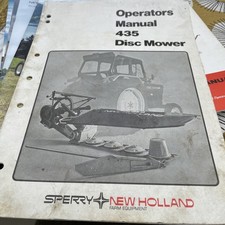 Operators
Manual
435
Disc Mower
SPERRY NEW HOLLAND
FARM EQUIPMENT